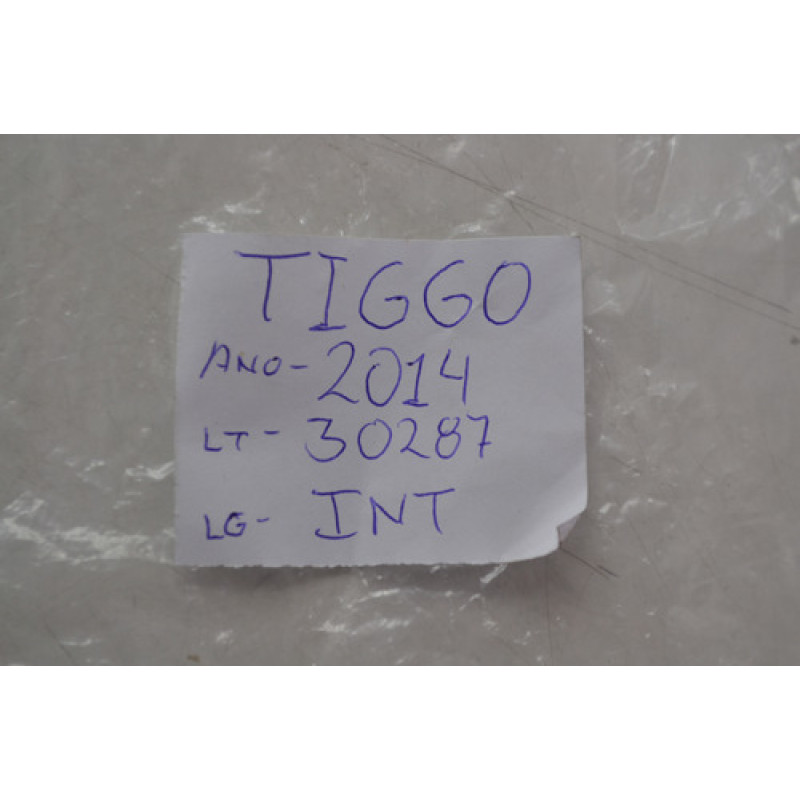 TIGGO
ANO- 2014
LT- 30287
LG- INT